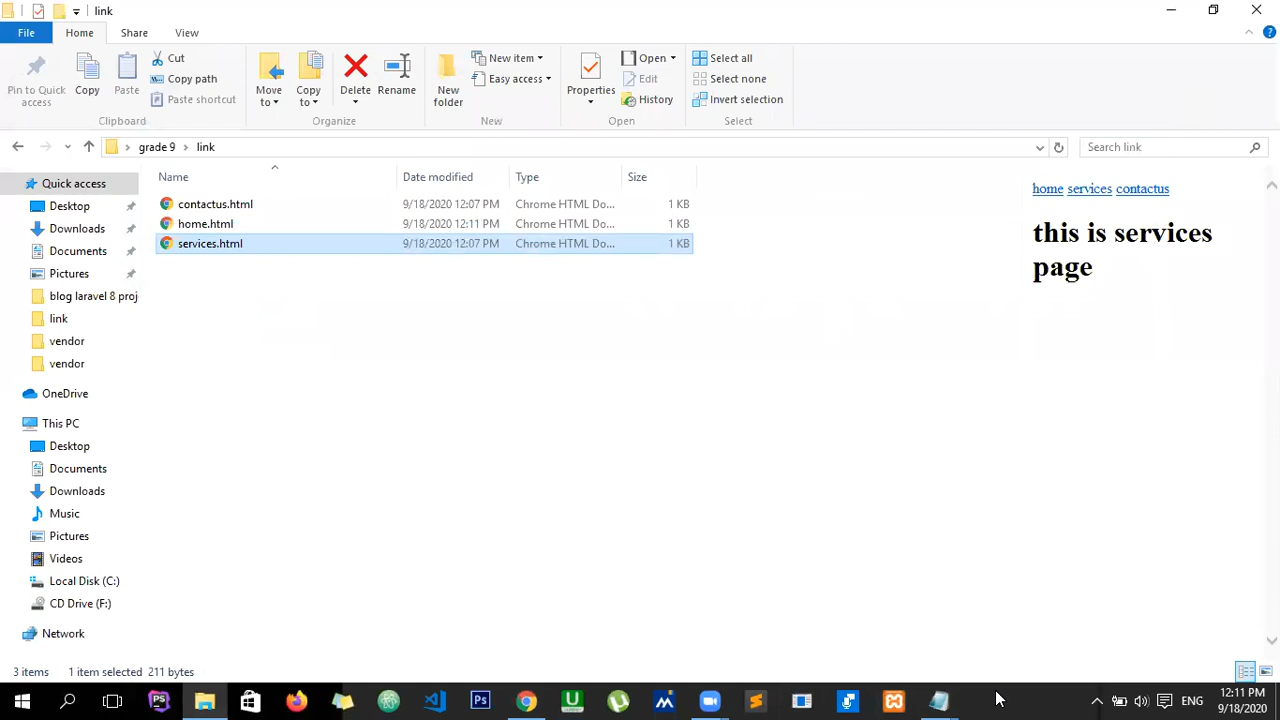 link
File Home Share View
Pin to Quick access
Copy
Paste
Cut
Copy path
Paste shortcut
Clipboard
Move to
Copy to
Delete
Rename
Organize
New folder
New item
Easy access
New
Properties
Open
Edit
History
Open
Select all
Select none
Invert selection
Select
grade 9 link
Search link
Name Date modified Type Size
contactus.html 9/18/2020 12:07 PM Chrome HTML Do... 1 KB
home.html 9/18/2020 12:11 PM Chrome HTML Do... 1 KB
services.html 9/18/2020 12:07 PM Chrome HTML Do... 1 KB
Quick access
Desktop
Downloads
Documents
Pictures
blog laravel 8 proj
link
vendor
vendor
OneDrive
This PC
Desktop
Documents
Downloads
Music
Pictures
Videos
Local Disk (C:)
CD Drive (F:)
Network
home services contactus
this is services
page
3 items 1 item selected 211 bytes
PS
Ps
U
ENG
12:11 PM
9/18/2020